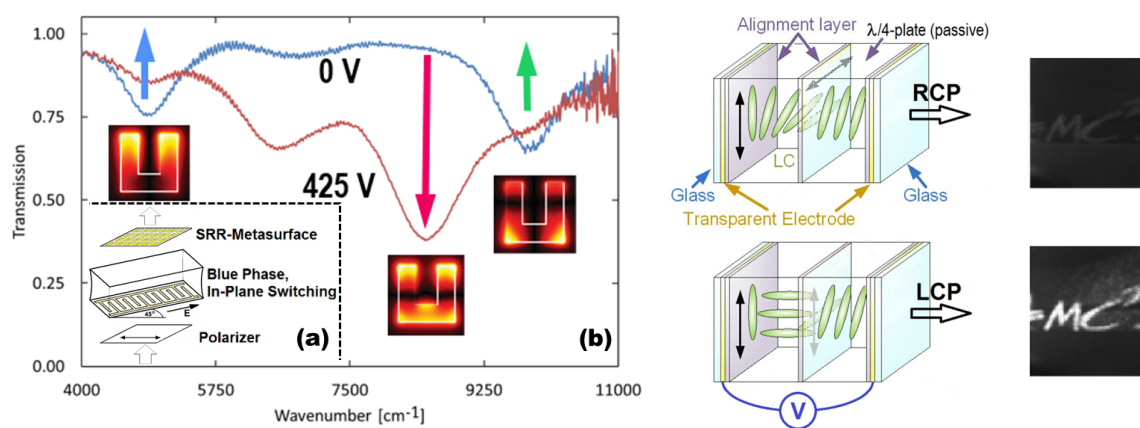 1.00
0.75
0.50
0.25
0.00
Transmission
0 V
425 V
SRR-Metasurface
Blue Phase,
In-Plane Switching
45°
E
Polarizer
(a)
(b)
4000 5750 7500 9250 11000
Wavenumber [cm⁻¹]
Alignment layer
λ/4-plate (passive)
RCP
LC
Glass
Glass
Transparent Electrode
LCP
V
=MC²
=MC²